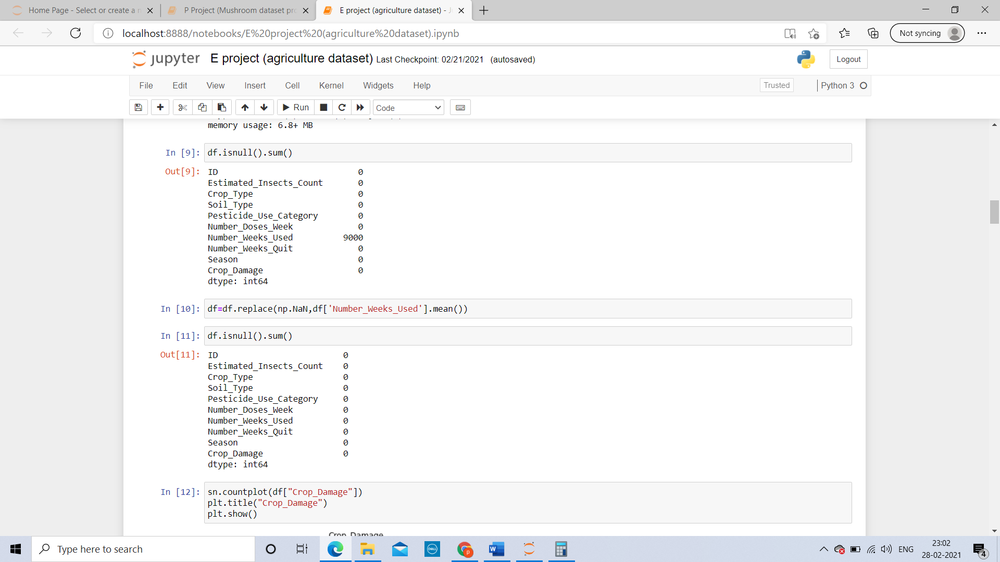 Home Page - Select or create a n
P Project (Mushroom dataset pro
E project (agriculture dataset) - J
localhost:8888/notebooks/E%20project%20(agriculture%20dataset).ipynb
Not syncing
jupyter
E project (agriculture dataset) Last Checkpoint: 02/21/2021 (autosaved)
Logout
File Edit View Insert Cell Kernel Widgets Help
Trusted
Python 3
Run
Code
memory usage: 6.8+ MB
In [9]: df.isnull().sum()
Out[9]: ID 0
Estimated_Insects_Count 0
Crop_Type 0
Soil_Type 0
Pesticide_Use_Category 0
Number_Doses_Week 0
Number_Weeks_Used 9000
Number_Weeks_Quit 0
Season 0
Crop_Damage 0
dtype: int64
In [10]: df=df.replace(np.NaN,df['Number_Weeks_Used'].mean())
In [11]: df.isnull().sum()
Out[11]: ID 0
Estimated_Insects_Count 0
Crop_Type 0
Soil_Type 0
Pesticide_Use_Category 0
Number_Doses_Week 0
Number_Weeks_Used 0
Number_Weeks_Quit 0
Season 0
Crop_Damage 0
dtype: int64
In [12]: sn.countplot(df["Crop_Damage"])
plt.title("Crop_Damage")
plt.show()
Crop_Damage
Type here to search
DELL
ENG
23:02
28-02-2021
4